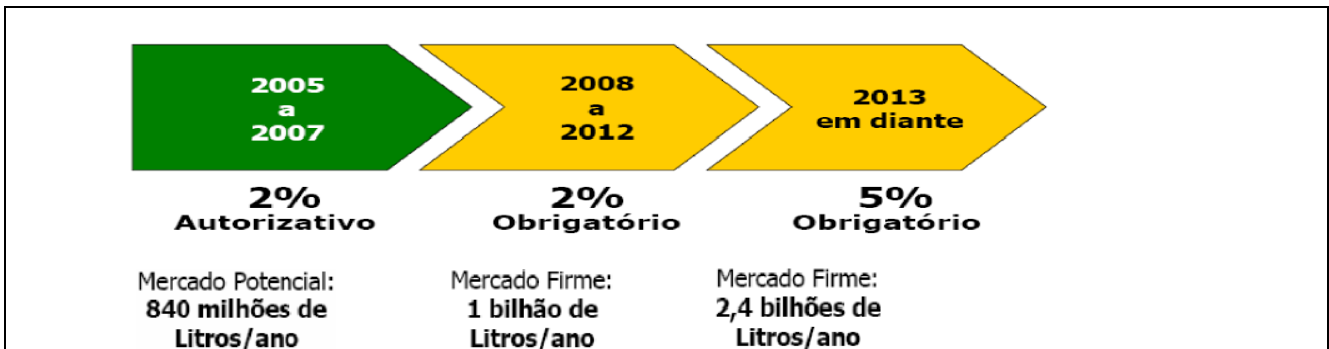 2005
a
2007
2008
a
2012
2013
em diante
2%
Autorizativo
2%
Obrigatório
5%
Obrigatório
Mercado Potencial:
840 milhões de
Litros/ano
Mercado Firme:
1 bilhão de
Litros/ano
Mercado Firme:
2,4 bilhões de
Litros/ano